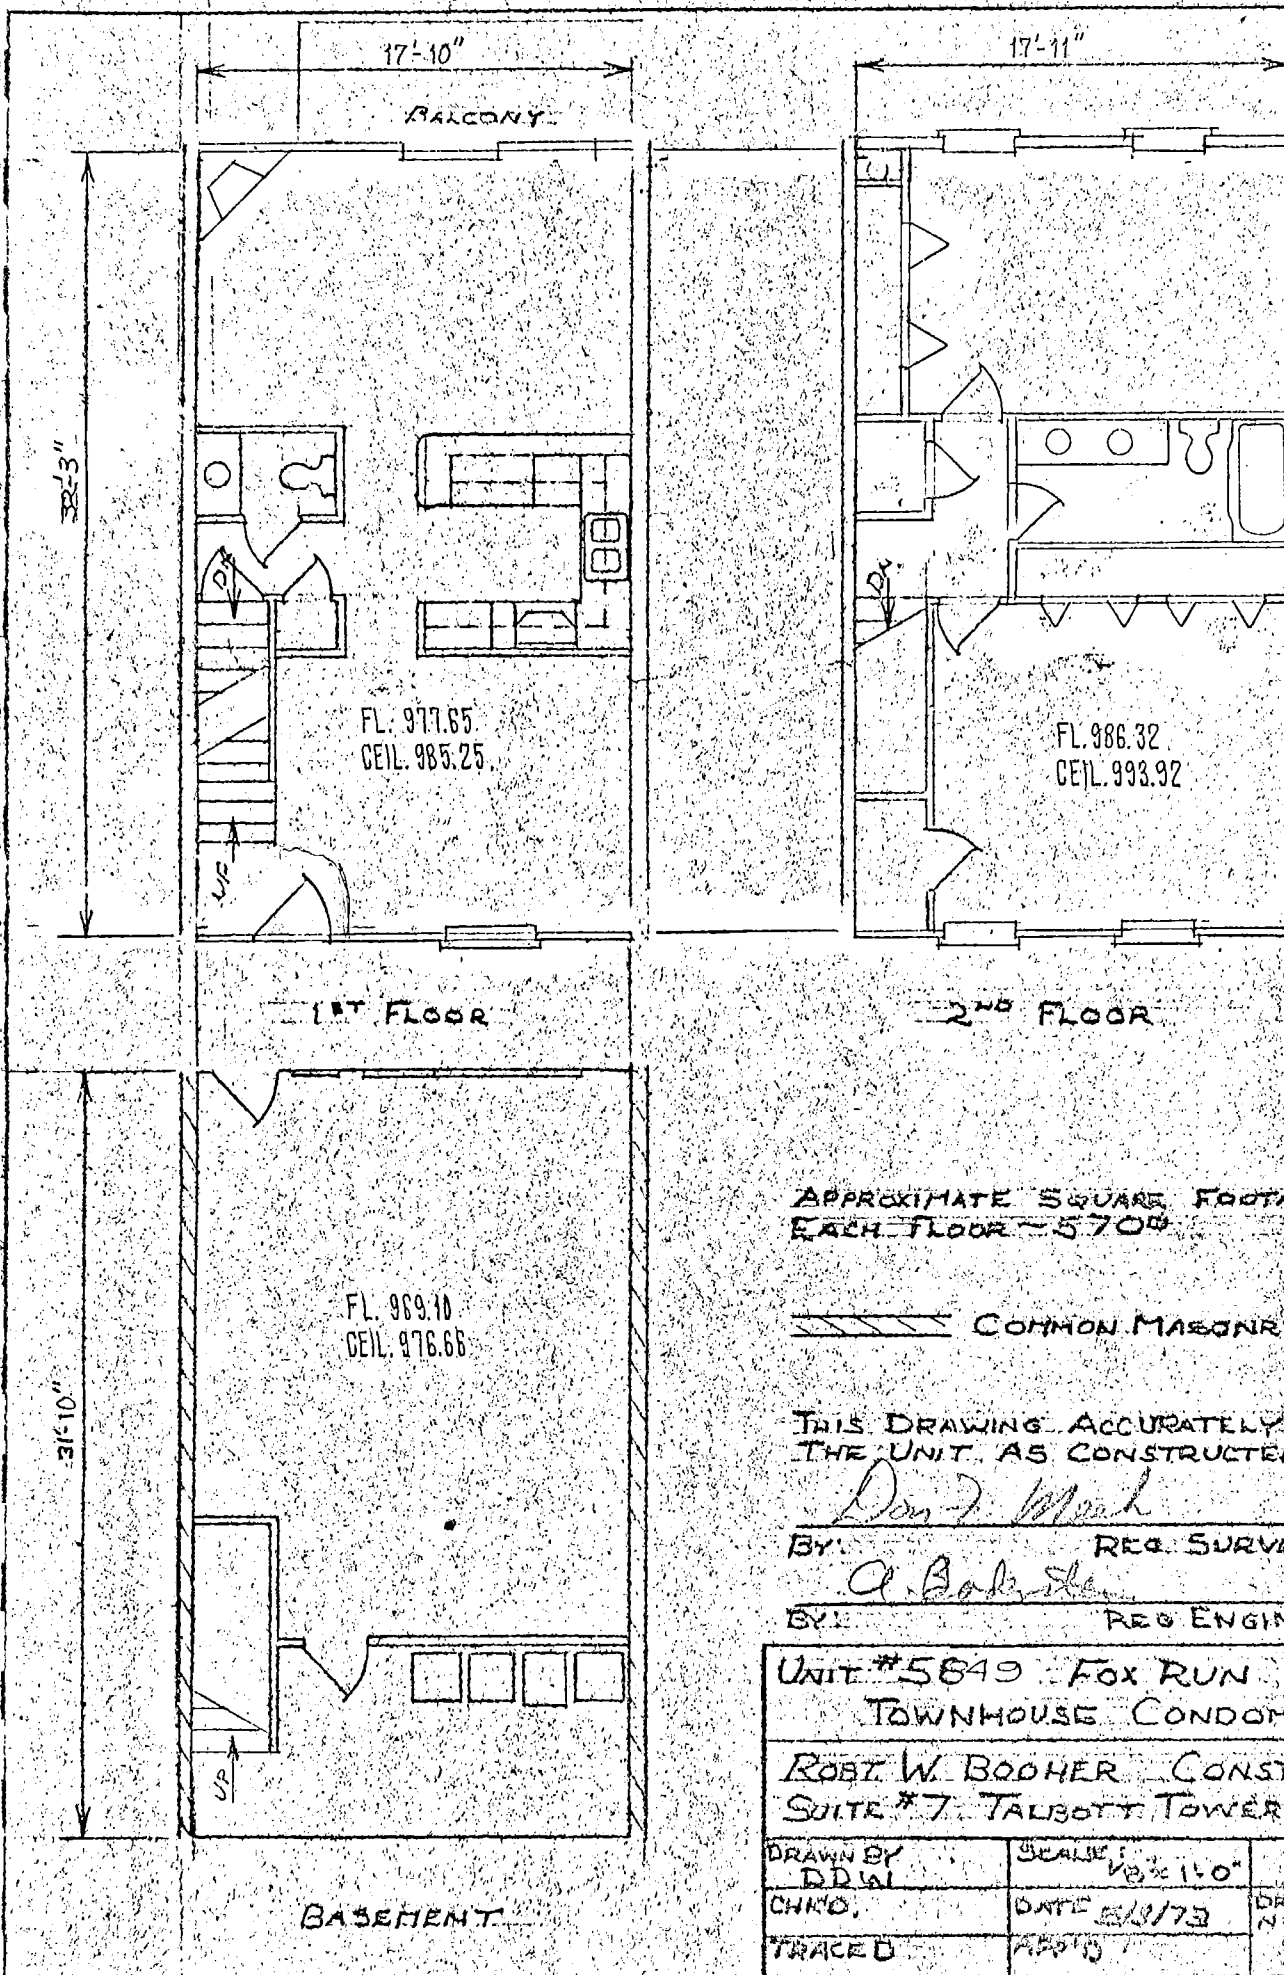 17'-10"
17'-11"
BALCONY
32'-3"
DN
DN.
FL. 977.65
CEIL. 985.25
FL. 986.32
CEIL. 993.92
UP
1ST FLOOR
2ND FLOOR
APPROXIMATE SQUARE FOOTA
EACH FLOOR - 570
FL. 969.10
CEIL. 976.66
COMMON MASONR
31'-10"
THIS DRAWING ACCURATELY
THE UNIT AS CONSTRUCTE
BY: REG. SURVE
BY: REG ENGIN
UNIT #5849 FOX RUN
TOWNHOUSE CONDOM
ROBT. W. BOOHER CONST
SUITE #7 TALBOTT TOWER
UP
DRAWN BY SCALE:
DDW 1/8" = 1'-0"
CHKD. DATE DR
N
TRACED APP'D
BASEMENT